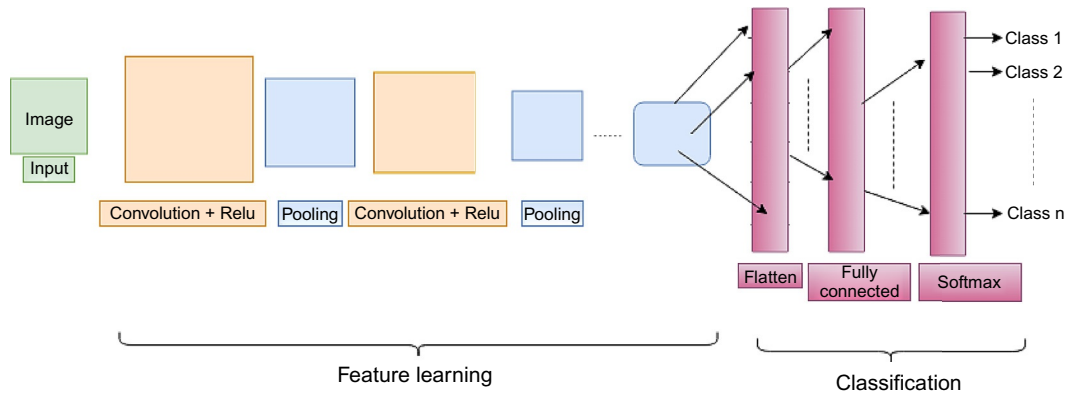 Image
Input
Convolution + Relu
Pooling
Convolution + Relu
Pooling
Flatten
Fully
connected
Softmax
Class 1
Class 2
Class n
Feature learning
Classification